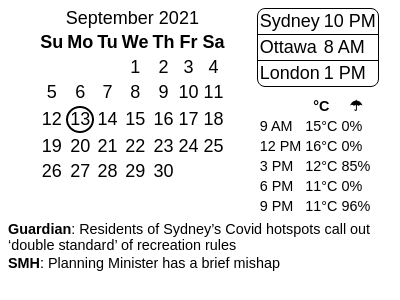 September 2021
Su Mo Tu We Th Fr Sa
1 2 3 4
5 6 7 8 9 10 11
12 13 14 15 16 17 18
19 20 21 22 23 24 25
26 27 28 29 30
Sydney 10 PM
Ottawa 8 AM
London 1 PM
°C ☂
9 AM 15°C 0%
12 PM 16°C 0%
3 PM 12°C 85%
6 PM 11°C 0%
9 PM 11°C 96%
Guardian: Residents of Sydney's Covid hotspots call out
‘double standard’ of recreation rules
SMH: Planning Minister has a brief mishap